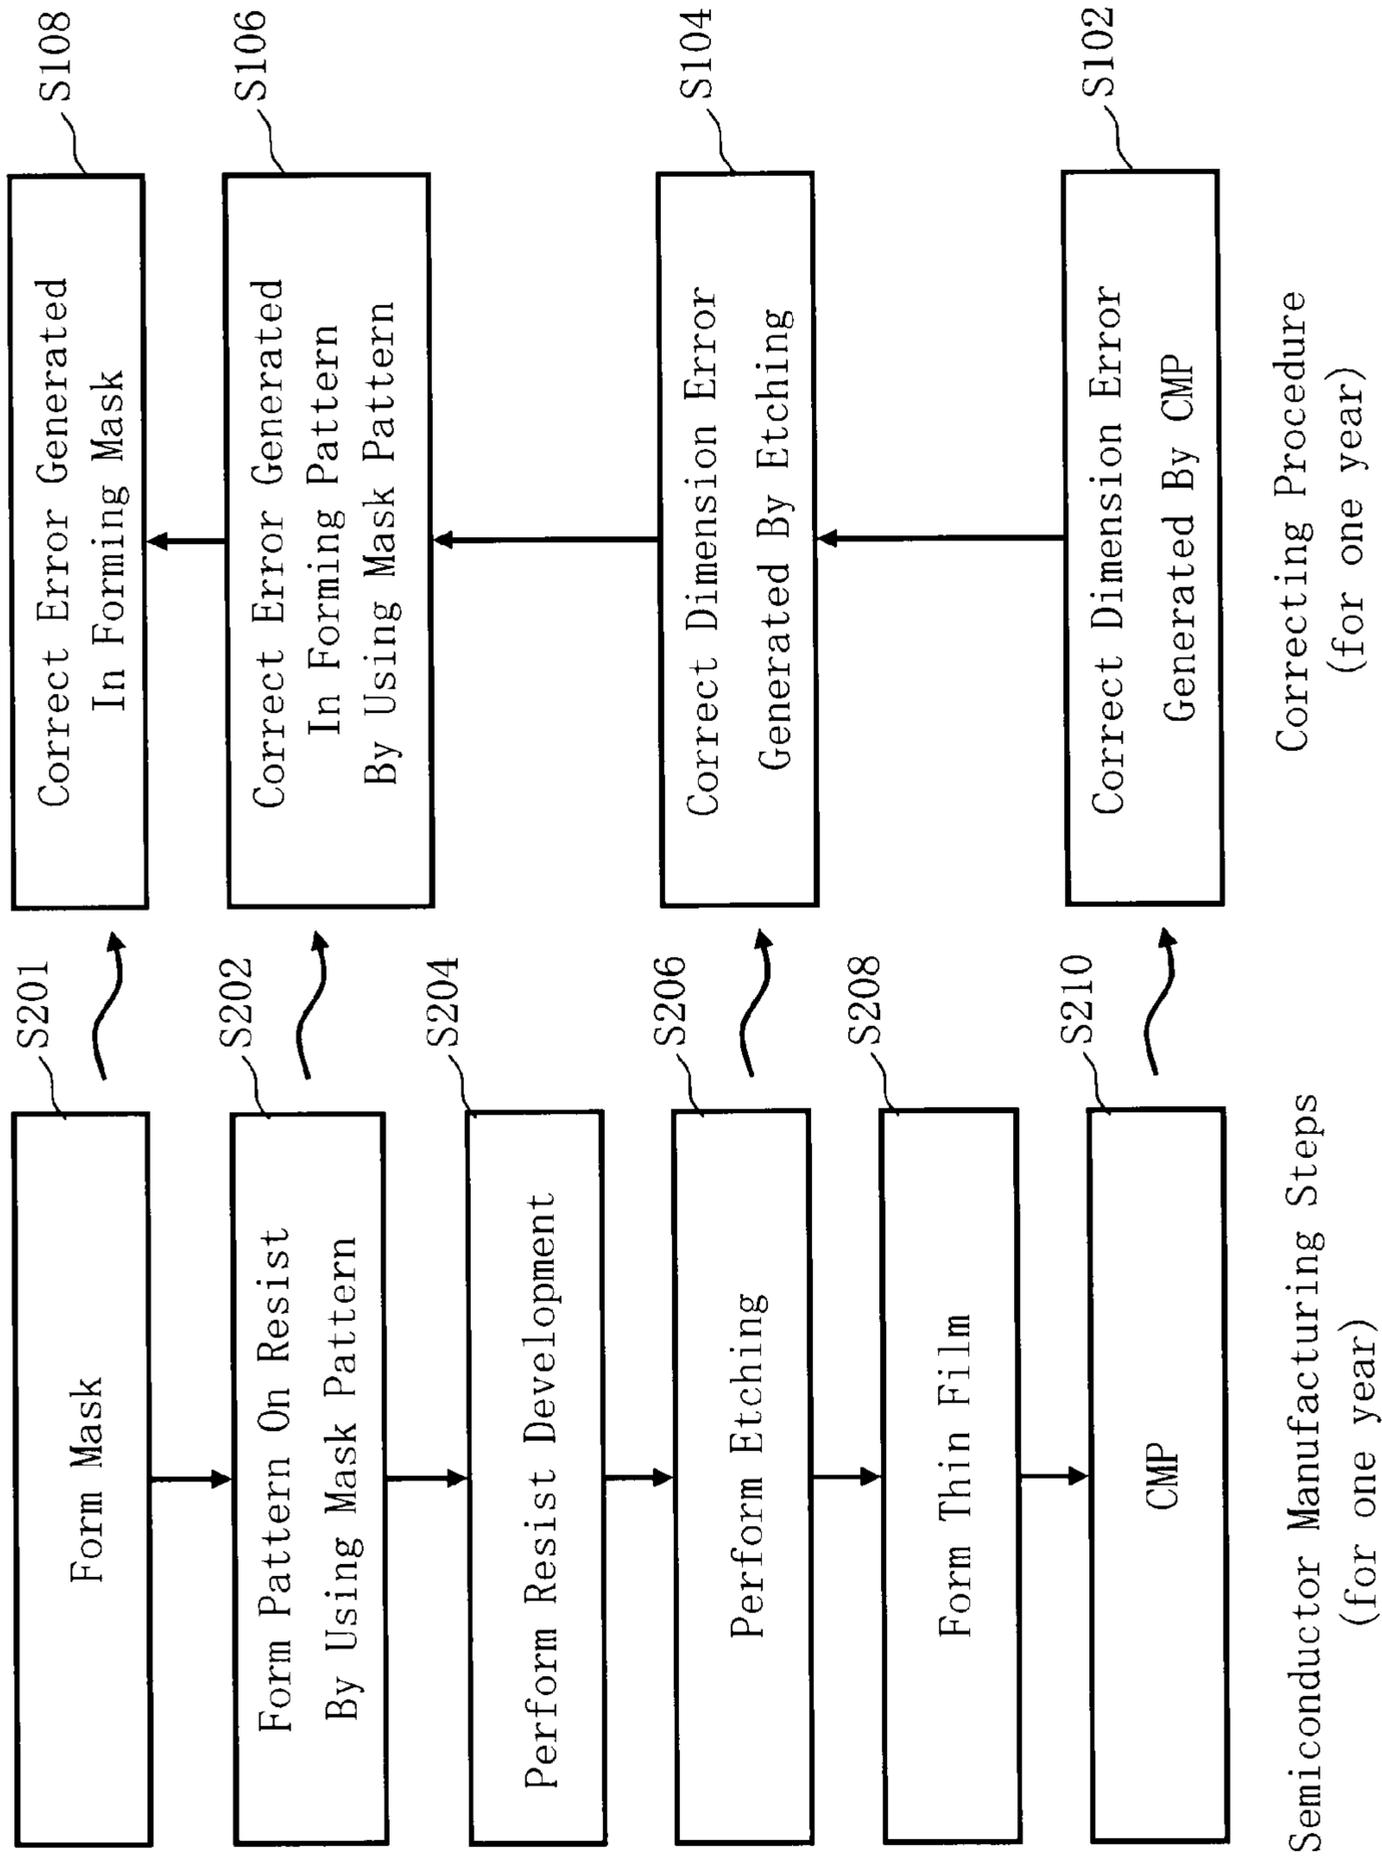 S201
Form Mask
S202
Form Pattern On Resist
By Using Mask Pattern
S204
Perform Resist Development
S206
Perform Etching
S208
Form Thin Film
S210
CMP
Semiconductor Manufacturing Steps
(for one year)
S108
Correct Error Generated
In Forming Mask
S106
Correct Error Generated
In Forming Pattern
By Using Mask Pattern
S104
Correct Dimension Error
Generated By Etching
S102
Correct Dimension Error
Generated By CMP
Correcting Procedure
(for one year)